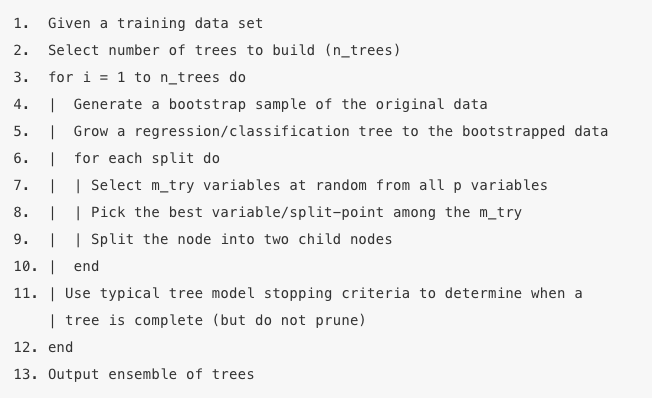 1.  Given a training data set
2.  Select number of trees to build (n_trees)
3.  for i = 1 to n_trees do
4.  |  Generate a bootstrap sample of the original data
5.  |  Grow a regression/classification tree to the bootstrapped data
6.  |  for each split do
7.  |  | Select m_try variables at random from all p variables
8.  |  | Pick the best variable/split-point among the m_try
9.  |  | Split the node into two child nodes
10. |  end
11. | Use typical tree model stopping criteria to determine when a
    | tree is complete (but do not prune)
12. end
13. Output ensemble of trees